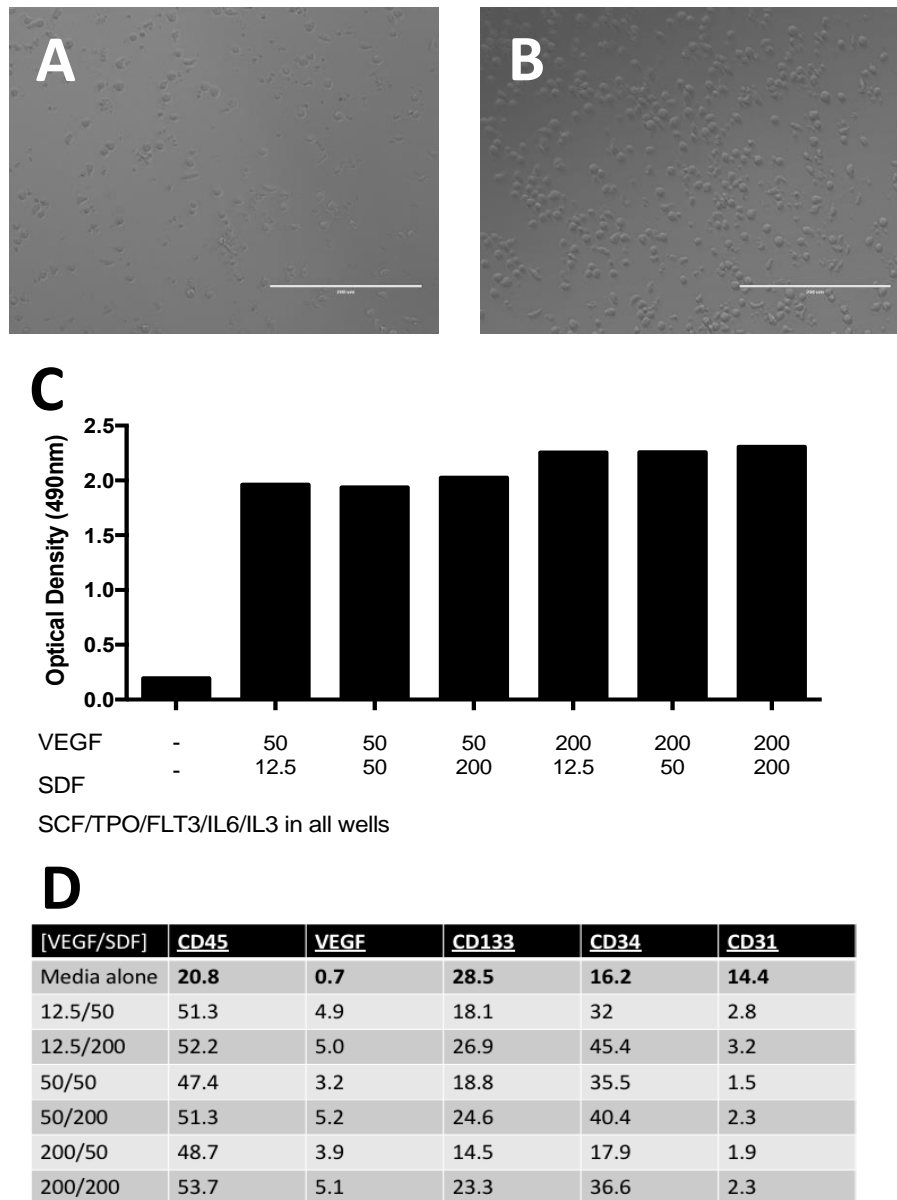 A
B
C
2.5
2.0
1.5
1.0
0.5
0.0
Optical Density (490nm)
VEGF - 50 50 50 200 200 200
SDF - 12.5 50 200 12.5 50 200
SCF/TPO/FLT3/IL6/IL3 in all wells
D
[VEGF/SDF] CD45 VEGF CD133 CD34 CD31
Media alone 20.8 0.7 28.5 16.2 14.4
12.5/50 51.3 4.9 18.1 32 2.8
12.5/200 52.2 5.0 26.9 45.4 3.2
50/50 47.4 3.2 18.8 35.5 1.5
50/200 51.3 5.2 24.6 40.4 2.3
200/50 48.7 3.9 14.5 17.9 1.9
200/200 53.7 5.1 23.3 36.6 2.3